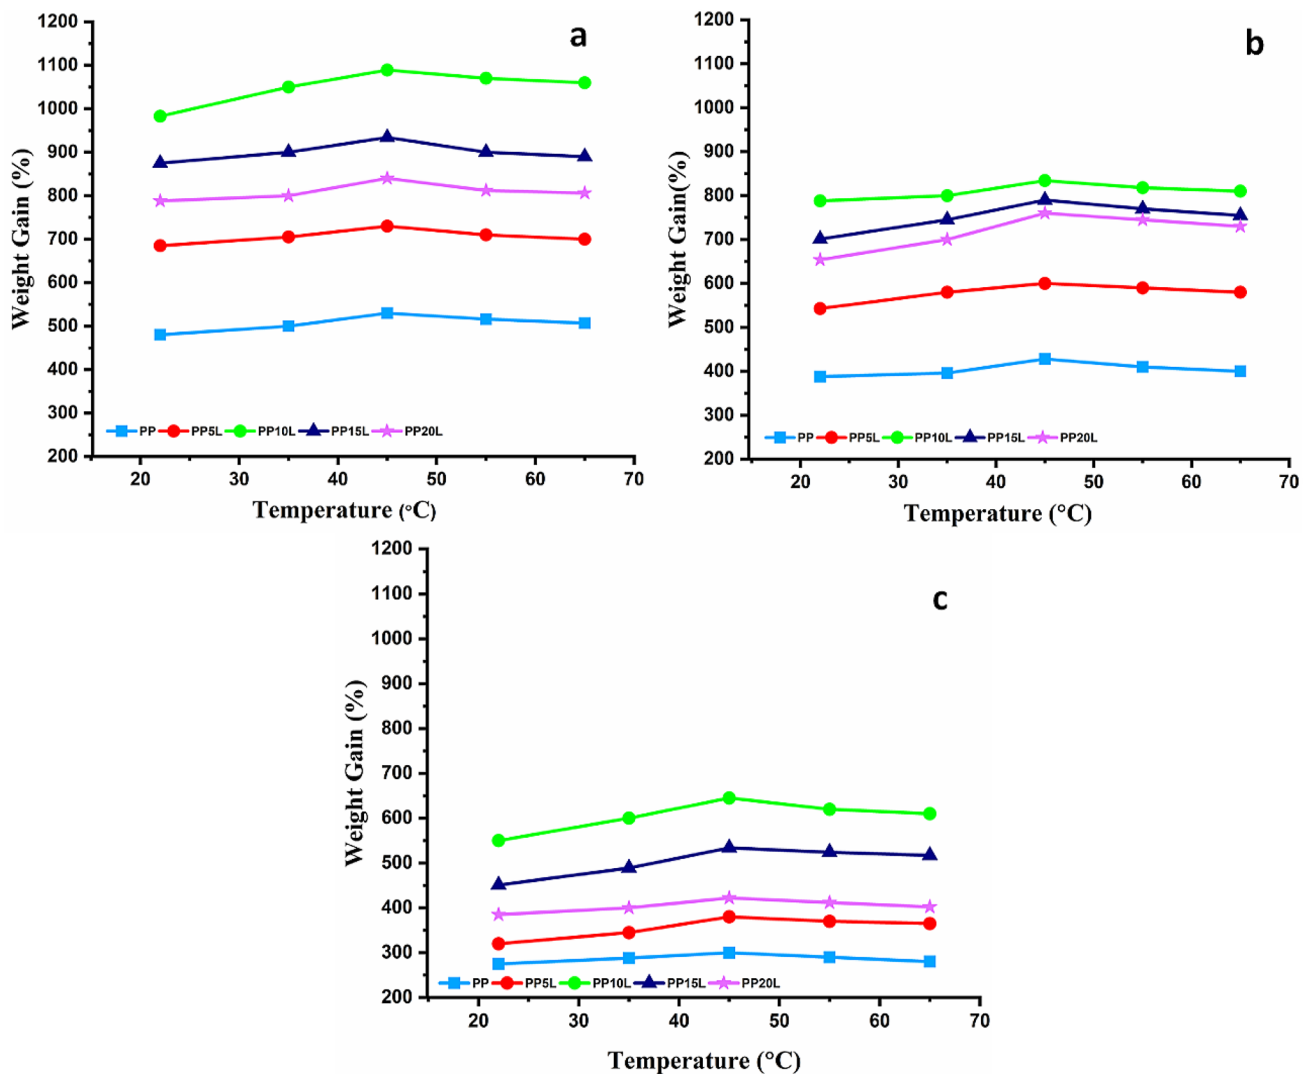 a
1200
1100
1000
900
800
700
600
500
400
300
200
Weight Gain (%)
PP PP5L PP10L PP15L PP20L
20 30 40 50 60 70
Temperature (°C)
b
1200
1100
1000
900
800
700
600
500
400
300
200
Weight Gain(%)
PP PP5L PP10L PP15L PP20L
20 30 40 50 60 70
Temperature (°C)
c
1200
1100
1000
900
800
700
600
500
400
300
200
Weight Gain (%)
PP PP5L PP10L PP15L PP20L
20 30 40 50 60 70
Temperature (°C)